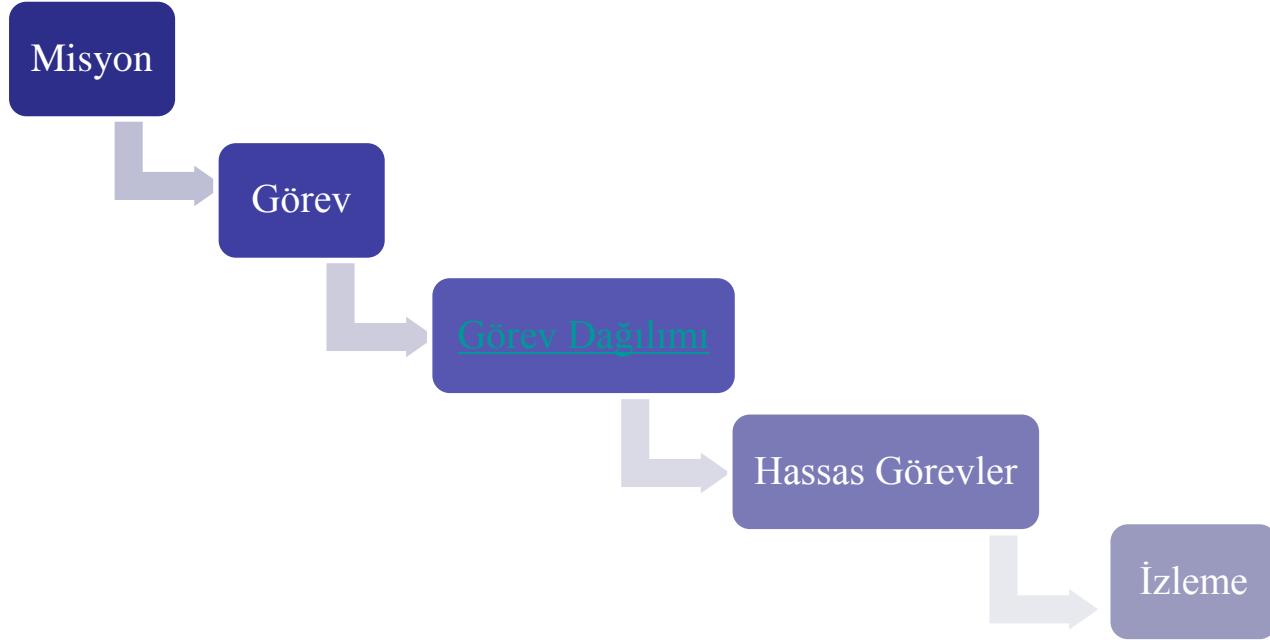 Misyon
Görev
Görev Dağılımı
Hassas Görevler
İzleme